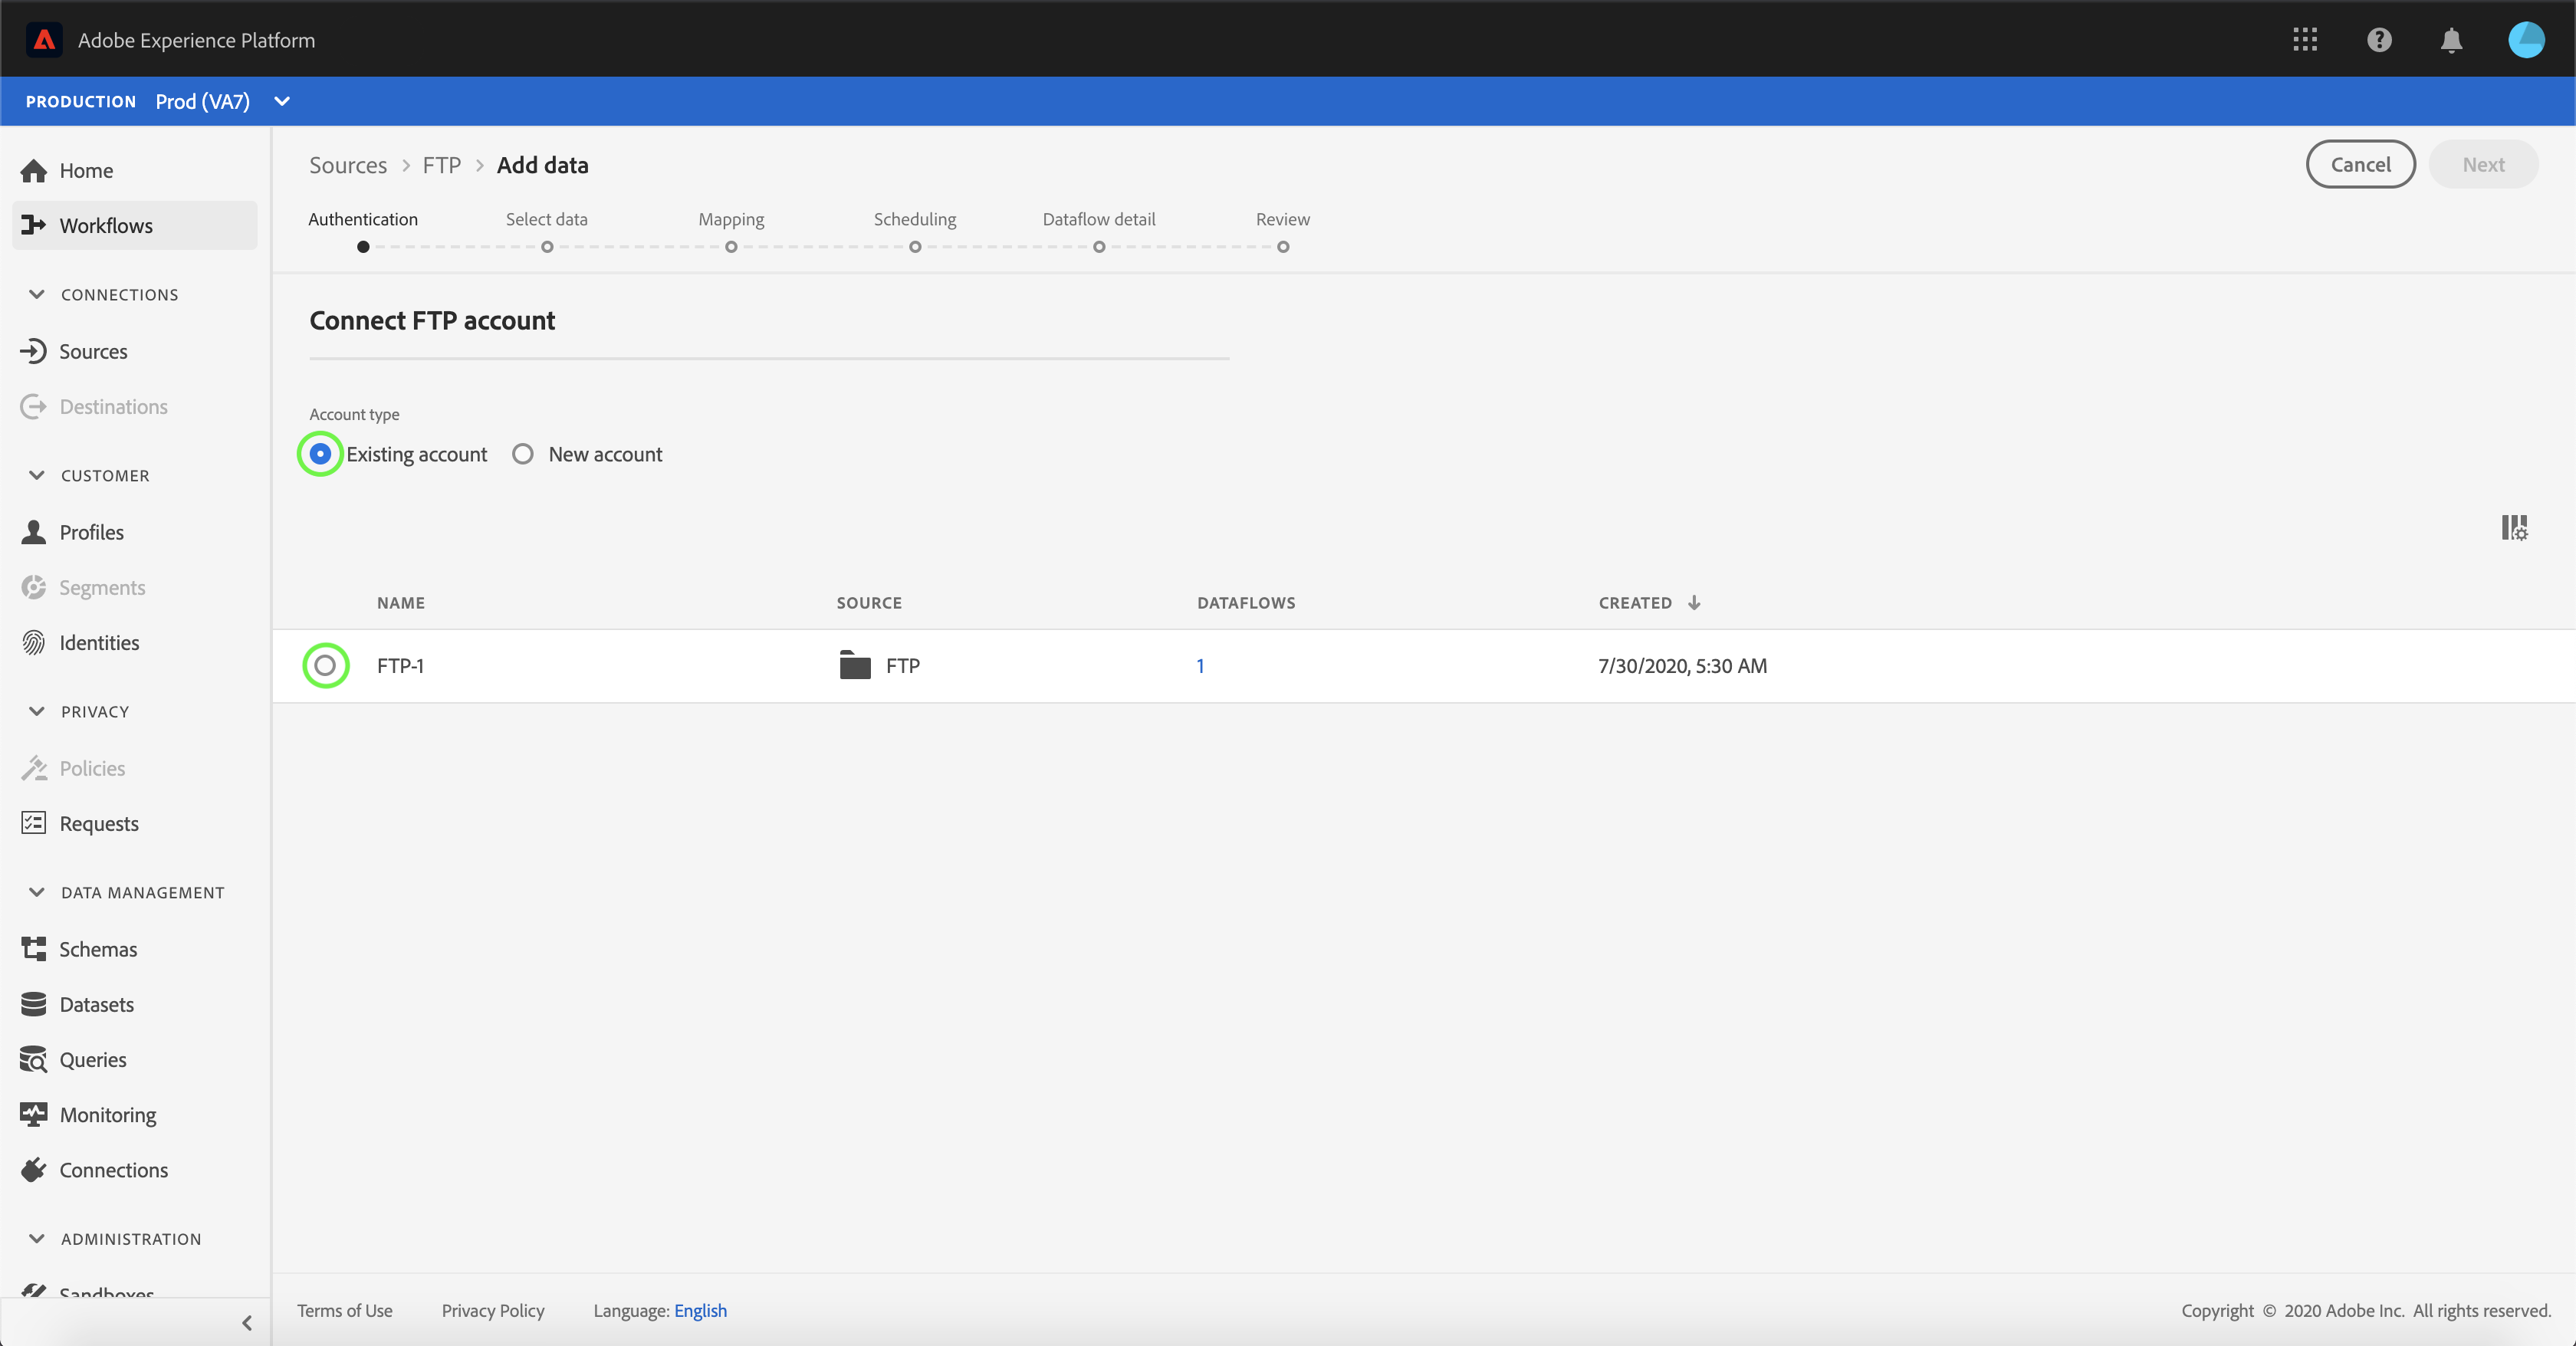 Adobe Experience Platform
PRODUCTION Prod (VA7)
Home
Workflows
CONNECTIONS
Sources
Destinations
CUSTOMER
Profiles
Segments
Identities
PRIVACY
Policies
Requests
DATA MANAGEMENT
Schemas
Datasets
Queries
Monitoring
Connections
ADMINISTRATION
Sandboxes
Sources > FTP > Add data
Cancel Next
Authentication Select data Mapping Scheduling Dataflow detail Review
Connect FTP account
Account type
Existing account New account
NAME SOURCE DATAFLOWS CREATED
FTP-1 FTP 1 7/30/2020, 5:30 AM
Terms of Use Privacy Policy Language: English Copyright © 2020 Adobe Inc. All rights reserved.